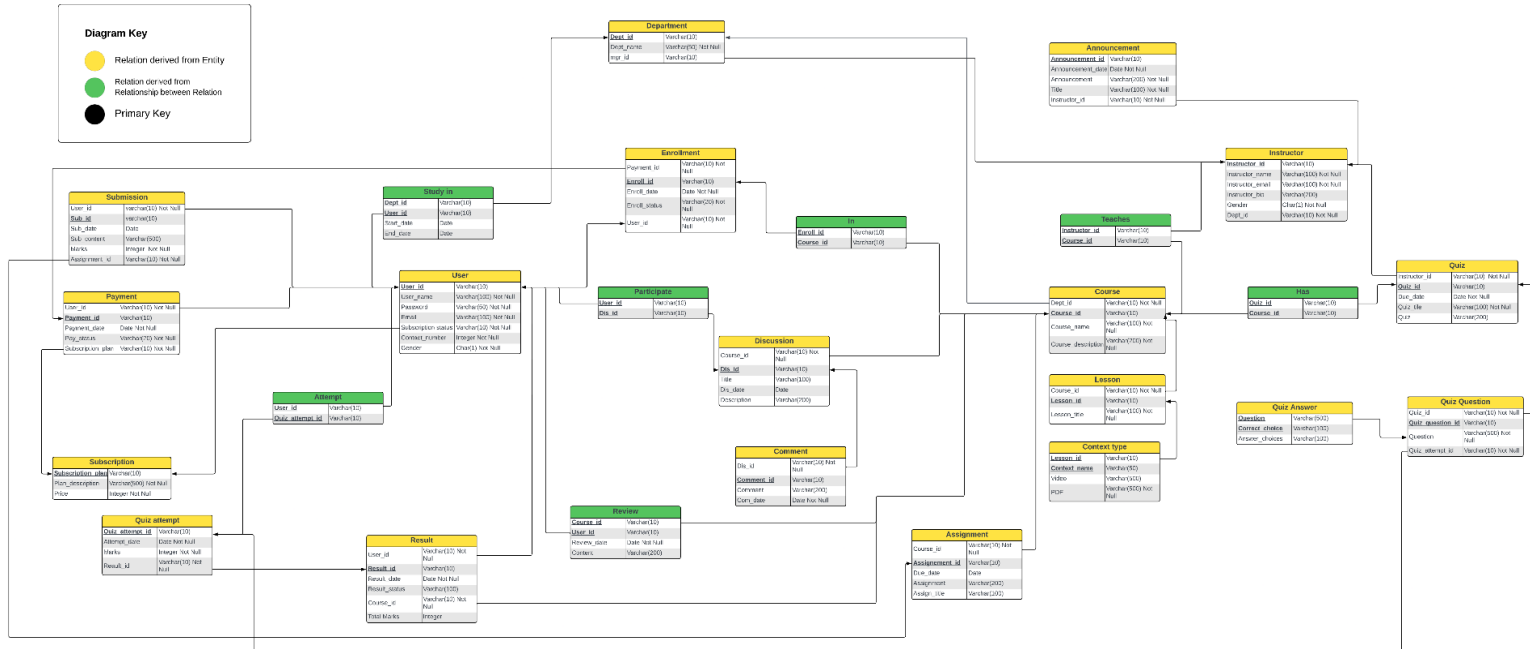 Diagram Key
Relation derived from Entity
Relation derived from
Relationship between Relation
Primary Key
Department
Dept_id Varchar(10)
Dept_name Varchar(50) Not Null
mgr_id Varchar(10)
Announcement
Announcement_id Varchar(10)
Announcement_date Date Not Null
Announcement Varchar(200) Not Null
Title Varchar(100) Not Null
Instructor_id Varchar(10) Not Null
Enrollment
Payment_id Varchar(10) Not
Null
Enroll_id Varchar(10)
Enroll_date Date Not Null
Enroll_status Varchar(20) Not
Null
User_id Varchar(10) Not
Null
Instructor
Instructor_id Varchar(10)
Instructor_name Varchar(100) Not Null
Instructor_email Varchar(100) Not Null
Instructor_bio Varchar(200)
Gender Char(1) Not Null
Dept_id Varchar(10) Not Null
Submission
User_id Varchar(10) Not Null
Sub_id Varchar(10)
Sub_date Date
Sub_content Varchar(500)
Marks Integer Not Null
Assignment_id Varchar(10) Not Null
Study in
Dept_id Varchar(10)
User_id Varchar(10)
Start_date Date
End_date Date
In
Enroll_id Varchar(10)
Course_id Varchar(10)
Teaches
Instructor_id Varchar(10)
Course_id Varchar(10)
Quiz
Instructor_id Varchar(10) Not Null
Quiz_id Varchar(10)
Due_date Date Not Null
Quiz_title Varchar(100) Not Null
Quiz Varchar(200)
User
User_id Varchar(10)
User_name Varchar(100) Not Null
Password Varchar(60) Not Null
Email Varchar(100) Not Null
Subscription status Varchar(10) Not Null
Contact_number Integer Not Null
Gender Char(1) Not Null
Payment
User_id Varchar(10) Not Null
Payment_id Varchar(10)
Payment_date Date Not Null
Pay_status Varchar(70) Not Null
Subscription_plan Varchar(10) Not Null
Participate
User_id Varchar(10)
Dis_id Varchar(10)
Course
Dept_id Varchar(10) Not Null
Course_id Varchar(10)
Course_name Varchar(100) Not
Null
Course_description Varchar(700) Not
Null
Has
Quiz_id Varchar(10)
Course_id Varchar(10)
Discussion
Course_id Varchar(10) Not
Null
Dis_id Varchar(10)
Title Varchar(100)
Dis_date Date
Description Varchar(200)
Lesson
Course_id Varchar(10) Not Null
Lesson_id Varchar(10)
Lesson_title Varchar(100) Not
Null
Attempt
User_id Varchar(10)
Quiz_attempt_id Varchar(10)
Quiz Answer
Question Varchar(500)
Correct_choice Varchar(100)
Answer_choices Varchar(100)
Quiz Question
Quiz_id Varchar(10) Not Null
Quiz_question_id Varchar(10)
Question Varchar(500) Not
Null
Quiz_attempt_id Varchar(10) Not Null
Context type
Lesson_id Varchar(10)
Context_name Varchar(50)
Video Varchar(500)
PDF Varchar(500) Not
Null
Comment
Dis_id Varchar(10) Not
Null
Comment_id Varchar(10)
Comment Varchar(200)
Com_date Date Not Null
Subscription
Subscription_plan Varchar(10)
Plan_description Varchar(500) Not Null
Price Integer Not Null
Quiz attempt
Quiz_attempt_id Varchar(10)
Attempt_date Date Not Null
Marks Integer Not Null
Result_id Varchar(10) Not
Null
Review
Course_id Varchar(10)
User_id Varchar(10)
Review_date Date Not Null
Content Varchar(200)
Result
User_id Varchar(10) Not
Null
Result_id Varchar(10)
Result_date Date Not Null
Result_status Varchar(100)
Course_id Varchar(10) Not
Null
Total Marks Integer
Assignment
Course_id Varchar(10) Not
Null
Assignement_id Varchar(10)
Due_date Date
Assignment Varchar(200)
Assign_title Varchar(100)